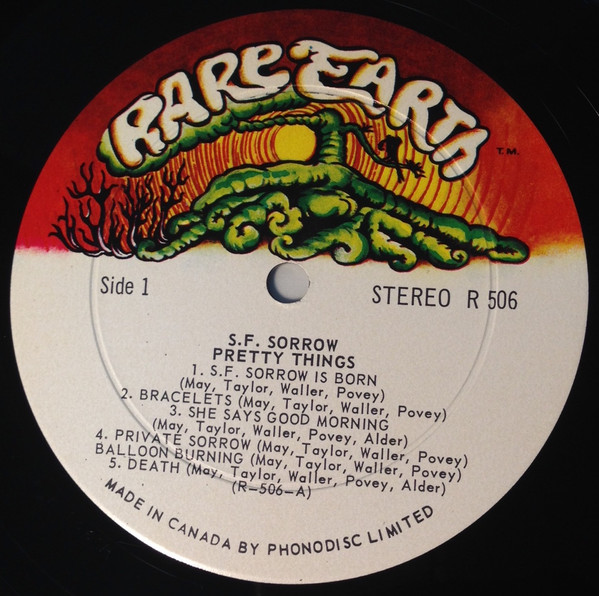 RARE EARTH
T.M.
Side 1
STEREO R 506
S.F. SORROW
PRETTY THINGS
1. S.F. SORROW IS BORN
(May, Taylor, Waller, Povey)
2. BRACELETS (May, Taylor, Waller, Povey)
3. SHE SAYS GOOD MORNING
(May, Taylor, Waller, Povey, Alder)
4. PRIVATE SORROW (May, Taylor, Waller, Povey)
BALLOON BURNING (May, Taylor, Waller, Povey)
5. DEATH (May, Taylor, Waller, Povey, Alder)
(R-506-A)
MADE IN CANADA BY PHONODISC LIMITED